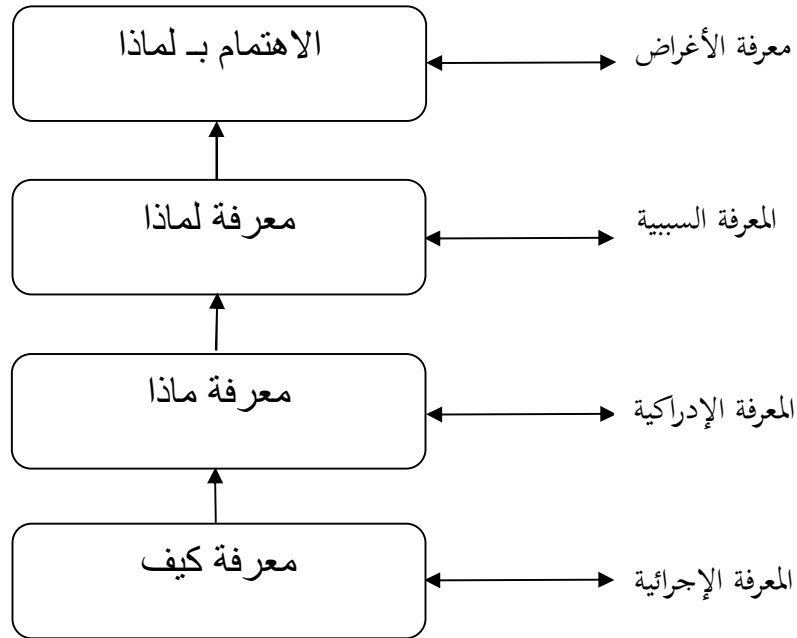 الاهتمام بـ لماذا
معرفة الأغراض
معرفة لماذا
المعرفة السببية
معرفة ماذا
المعرفة الإدراكية
معرفة كيف
المعرفة الإجرائية